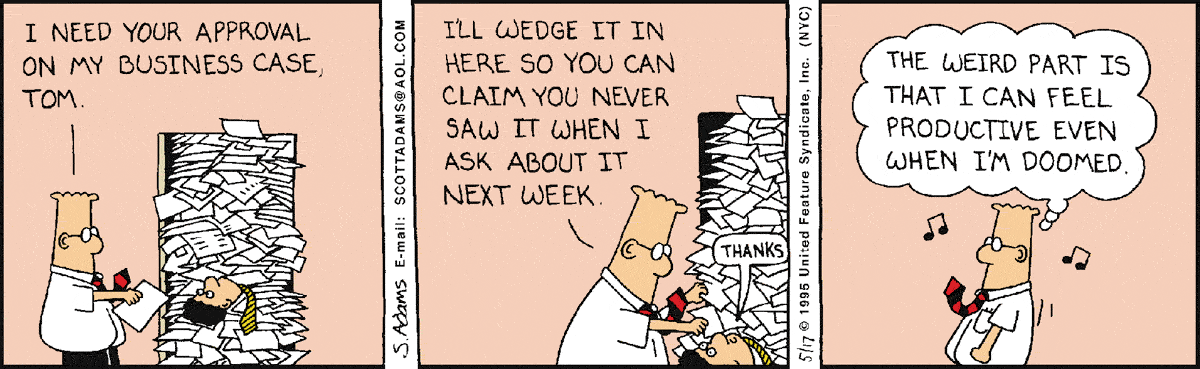 I NEED YOUR APPROVAL
ON MY BUSINESS CASE,
TOM.
S. Adams E-mail: SCOTTADAMS@AOL.COM
I'LL WEDGE IT IN
HERE SO YOU CAN
CLAIM YOU NEVER
SAW IT WHEN I
ASK ABOUT IT
NEXT WEEK.
THANKS
5/17 © 1995 United Feature Syndicate, Inc. (NYC)
THE WEIRD PART IS
THAT I CAN FEEL
PRODUCTIVE EVEN
WHEN I'M DOOMED.